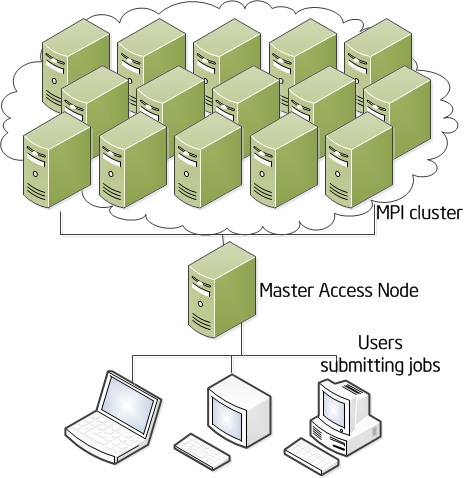 MPI cluster
Master Access Node
Users
submitting jobs